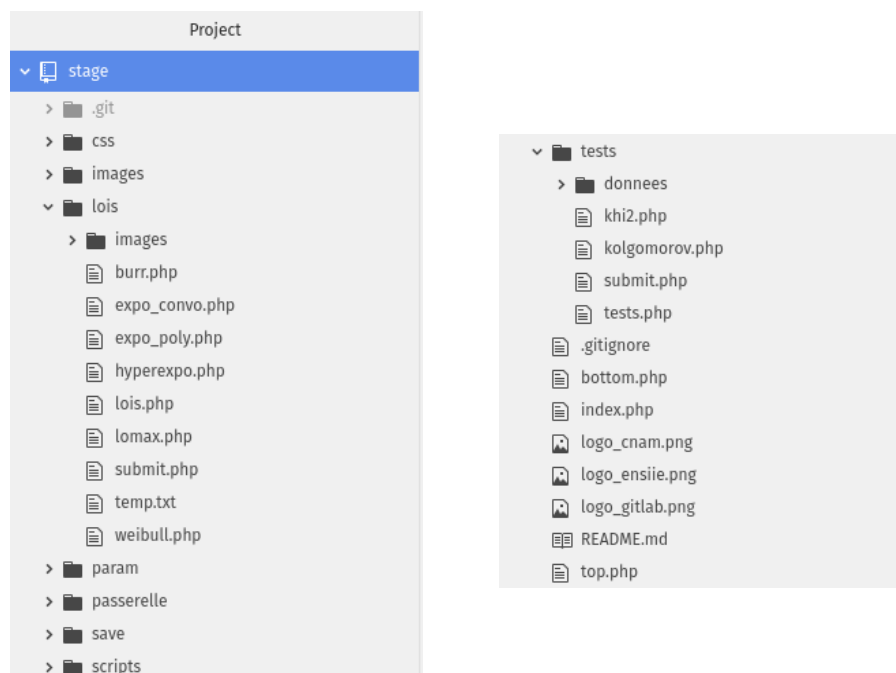 Project
stage
.git
css
images
lois
images
burr.php
expo_convo.php
expo_poly.php
hyperexpo.php
lois.php
lomax.php
submit.php
temp.txt
weibull.php
param
passerelle
save
scripts
tests
donnees
khi2.php
kolgomorov.php
submit.php
tests.php
.gitignore
bottom.php
index.php
logo_cnam.png
logo_ensiie.png
logo_gitlab.png
README.md
top.php